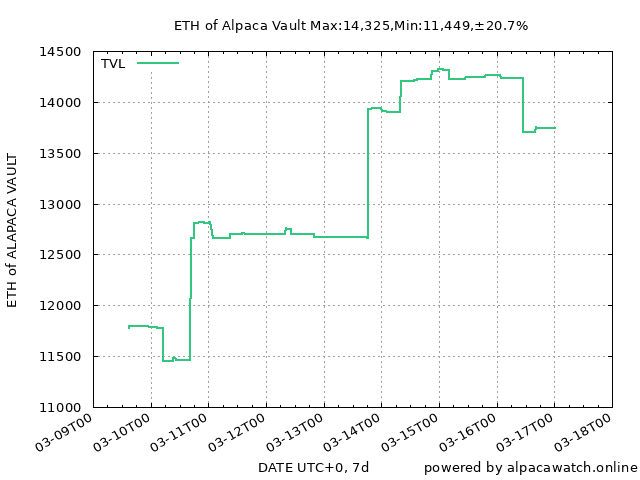 ETH of Alpaca Vault Max:14,325,Min:11,449,±20.7%
TVL
14500
14000
13500
13000
12500
12000
11500
11000
ETH of ALAPACA VAULT
03-09T00
03-10T00
03-11T00
03-12T00
03-13T00
03-14T00
03-15T00
03-16T00
03-17T00
03-18T00
DATE UTC+0, 7d
powered by alpacawatch.online